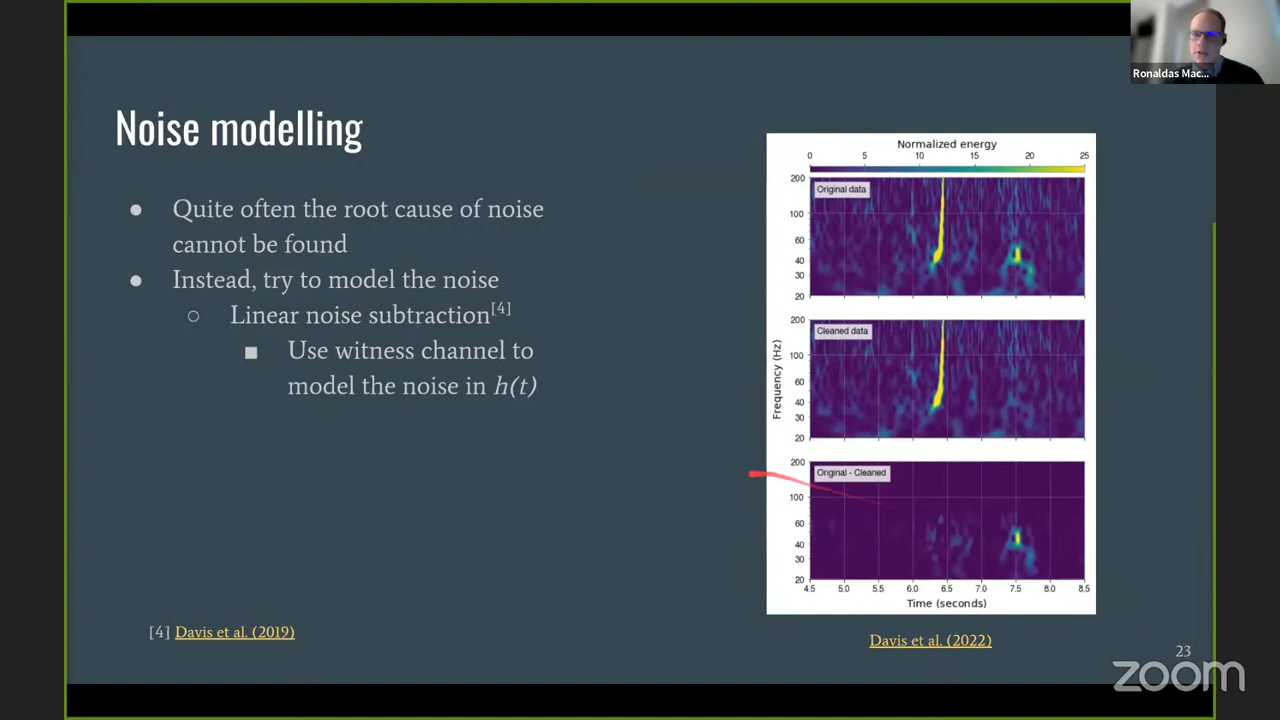 Ronaldas Mac...
Noise modelling
● Quite often the root cause of noise
cannot be found
● Instead, try to model the noise
○ Linear noise subtraction[4]
■ Use witness channel to
model the noise in h(t)
[4] Davis et al. (2019)
Normalized energy
0 5 10 15 20 25
Original data
200
100
60
40
30
20
Cleaned data
200
100
60
40
30
20
Frequency (Hz)
Original - Cleaned
200
100
60
40
30
20
4.5 5.0 5.5 6.0 6.5 7.0 7.5 8.0 8.5
Time (seconds)
Davis et al. (2022)
23
zoom